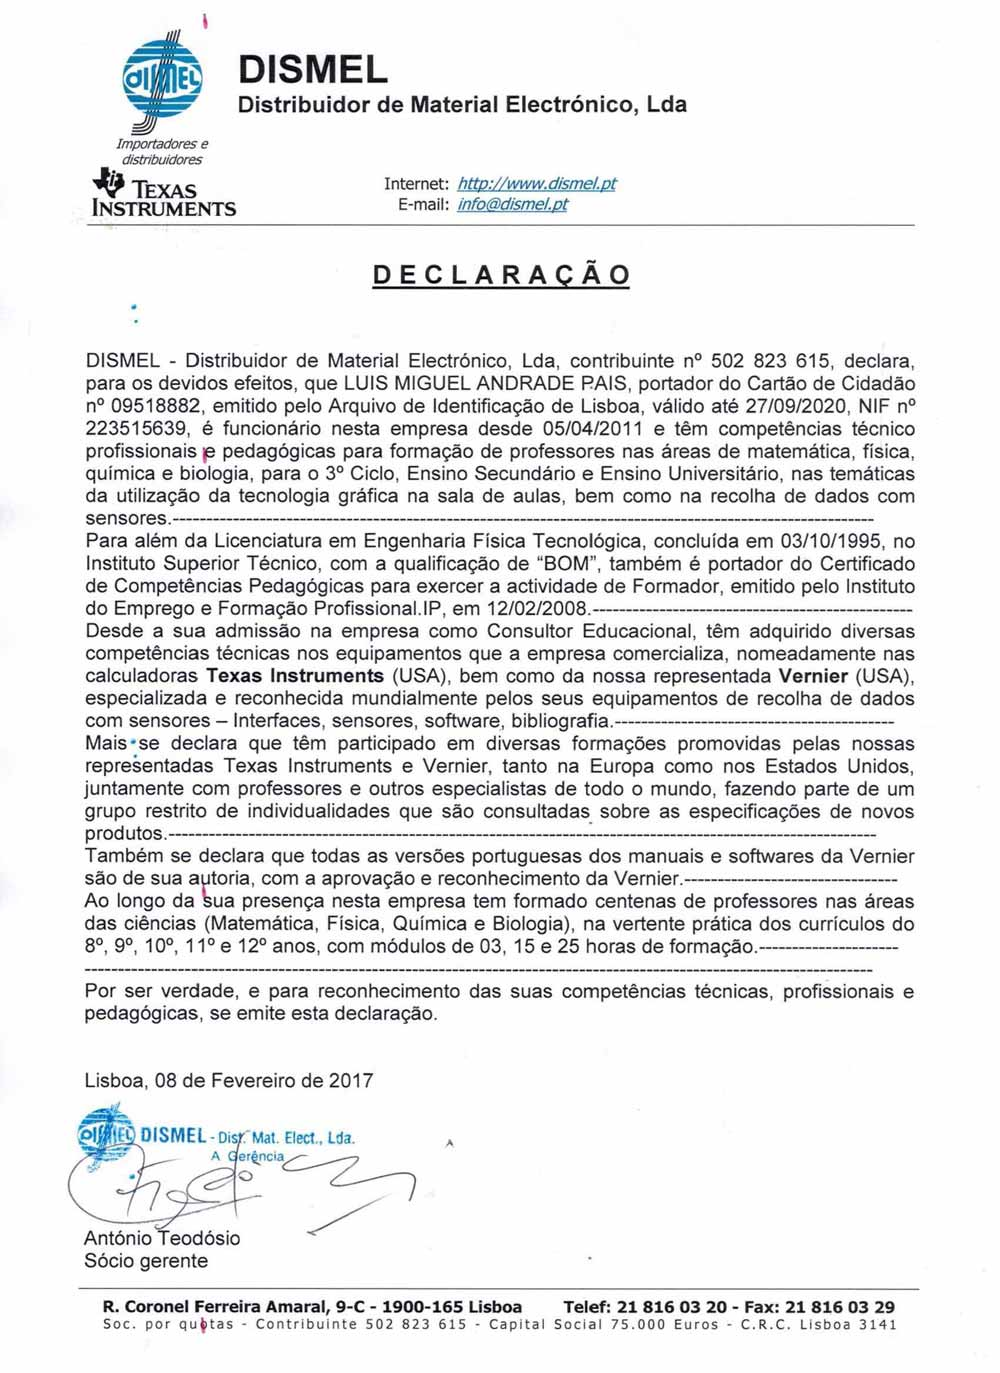 DISMEL
DISMEL
Distribuidor de Material Electrónico, Lda
Importadores e
distribuidores
TEXAS
INSTRUMENTS
Internet: http://www.dismel.pt
E-mail: info@dismel.pt
DECLARAÇÃO
DISMEL - Distribuidor de Material Electrónico, Lda, contribuinte nº 502 823 615, declara,
para os devidos efeitos, que LUIS MIGUEL ANDRADE PAIS, portador do Cartão de Cidadão
nº 09518882, emitido pelo Arquivo de Identificação de Lisboa, válido até 27/09/2020, NIF nº
223515639, é funcionário nesta empresa desde 05/04/2011 e têm competências técnico
profissionais e pedagógicas para formação de professores nas áreas de matemática, física,
química e biologia, para o 3º Ciclo, Ensino Secundário e Ensino Universitário, nas temáticas
da utilização da tecnologia gráfica na sala de aulas, bem como na recolha de dados com
sensores.------------------------------------------------------------------------------------------------------------
Para além da Licenciatura em Engenharia Física Tecnológica, concluída em 03/10/1995, no
Instituto Superior Técnico, com a qualificação de “BOM”, também é portador do Certificado
de Competências Pedagógicas para exercer a actividade de Formador, emitido pelo Instituto
do Emprego e Formação Profissional.IP, em 12/02/2008.------------------------------------------------
Desde a sua admissão na empresa como Consultor Educacional, têm adquirido diversas
competências técnicas nos equipamentos que a empresa comercializa, nomeadamente nas
calculadoras Texas Instruments (USA), bem como da nossa representada Vernier (USA),
especializada e reconhecida mundialmente pelos seus equipamentos de recolha de dados
com sensores – Interfaces, sensores, software, bibliografia.-------------------------------------------
Mais se declara que têm participado em diversas formações promovidas pelas nossas
representadas Texas Instruments e Vernier, tanto na Europa como nos Estados Unidos,
juntamente com professores e outros especialistas de todo o mundo, fazendo parte de um
grupo restrito de individualidades que são consultadas sobre as especificações de novos
produtos.-------------------------------------------------------------------------------------------------------------
Também se declara que todas as versões portuguesas dos manuais e softwares da Vernier
são de sua autoria, com a aprovação e reconhecimento da Vernier.---------------------------------
Ao longo da sua presença nesta empresa tem formado centenas de professores nas áreas
das ciências (Matemática, Física, Química e Biologia), na vertente prática dos currículos do
8º, 9º, 10º, 11º e 12º anos, com módulos de 03, 15 e 25 horas de formação.---------------------
-------------------------------------------------------------------------------------------------------------------------
Por ser verdade, e para reconhecimento das suas competências técnicas, profissionais e
pedagógicas, se emite esta declaração.
Lisboa, 08 de Fevereiro de 2017
DISMEL DISMEL - Dist. Mat. Elect., Lda.
A Gerência
António Teodósio
Sócio gerente
R. Coronel Ferreira Amaral, 9-C - 1900-165 Lisboa Telef: 21 816 03 20 - Fax: 21 816 03 29
Soc. por quotas - Contribuinte 502 823 615 - Capital Social 75.000 Euros - C.R.C. Lisboa 3141